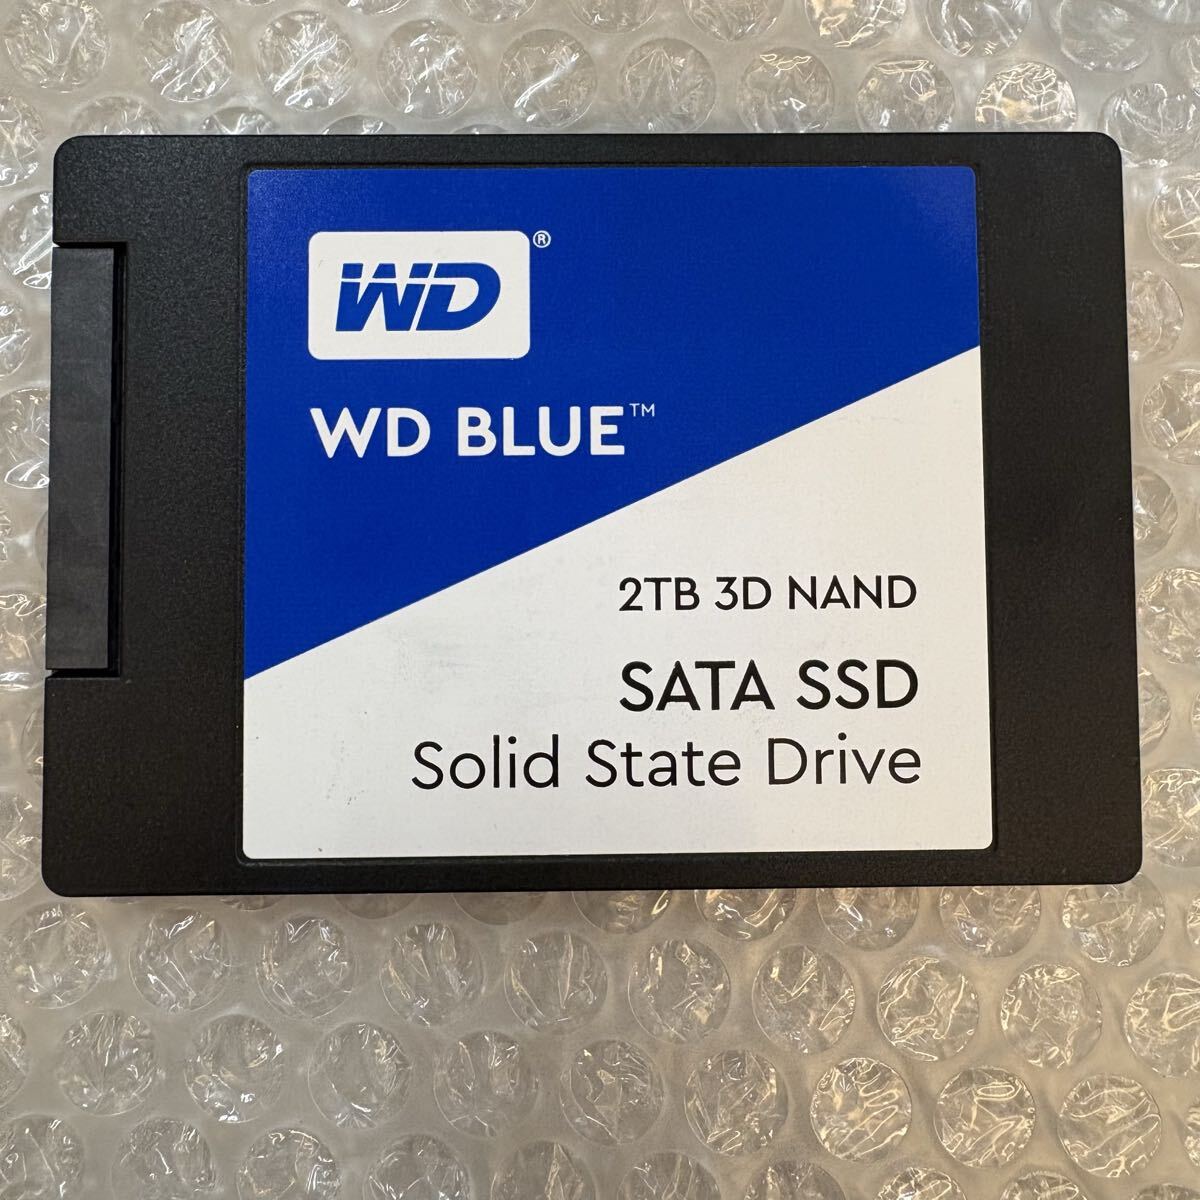 WD®
WD BLUE™
2TB 3D NAND
SATA SSD
Solid State Drive